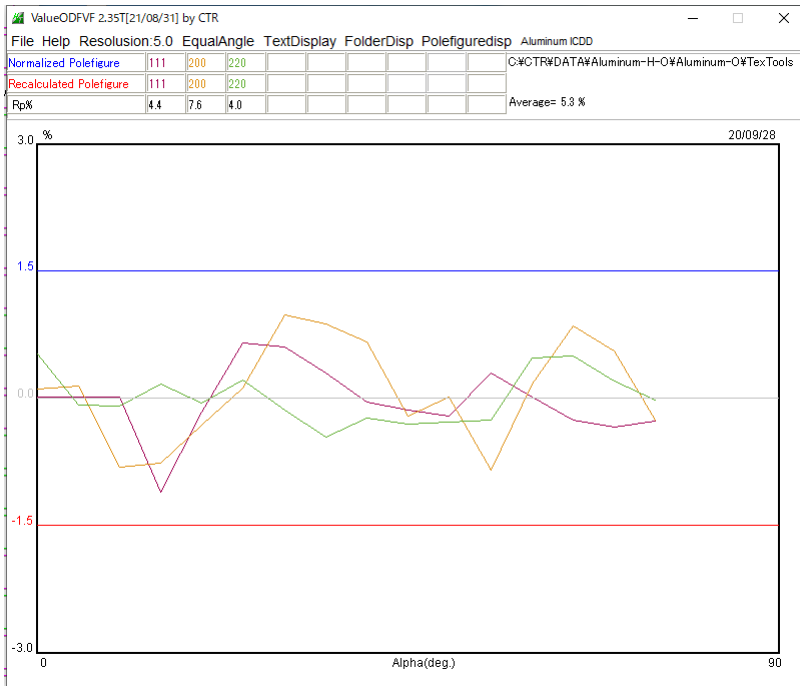 ValueODFVF 2.35T[21/08/31] by CTR
File Help Resolusion:5.0 EqualAngle TextDisplay FolderDisp Polefiguredisp Aluminum ICDD
Normalized Polefigure 111 200 220 C:¥CTR¥DATA¥Aluminum-H-O¥Aluminum-O¥TexTools
Recalculated Polefigure 111 200 220
Rp% 4.4 7.6 4.0 Average= 5.3 %
3.0 % 20/09/28
1.5
0.0
-1.5
-3.0
0 Alpha(deg.) 90